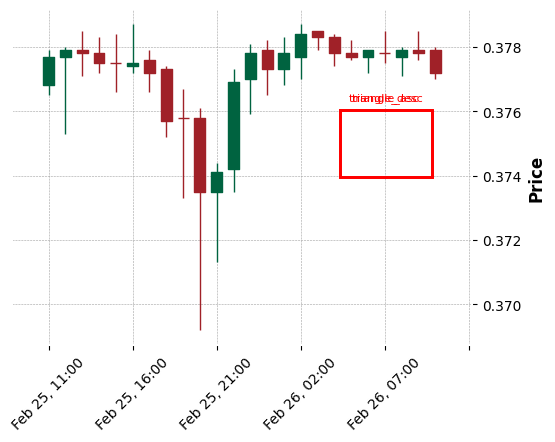 0.378
0.376
0.374
0.372
0.370
Price
Feb 25, 11:00
Feb 25, 16:00
Feb 25, 21:00
Feb 26, 02:00
Feb 26, 07:00